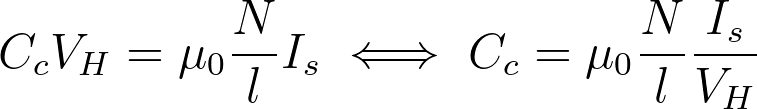 $C_c V_H = \mu_0 \frac{N}{l} I_s \iff C_c = \mu_0 \frac{N}{l} \frac{I_s}{V_H}$